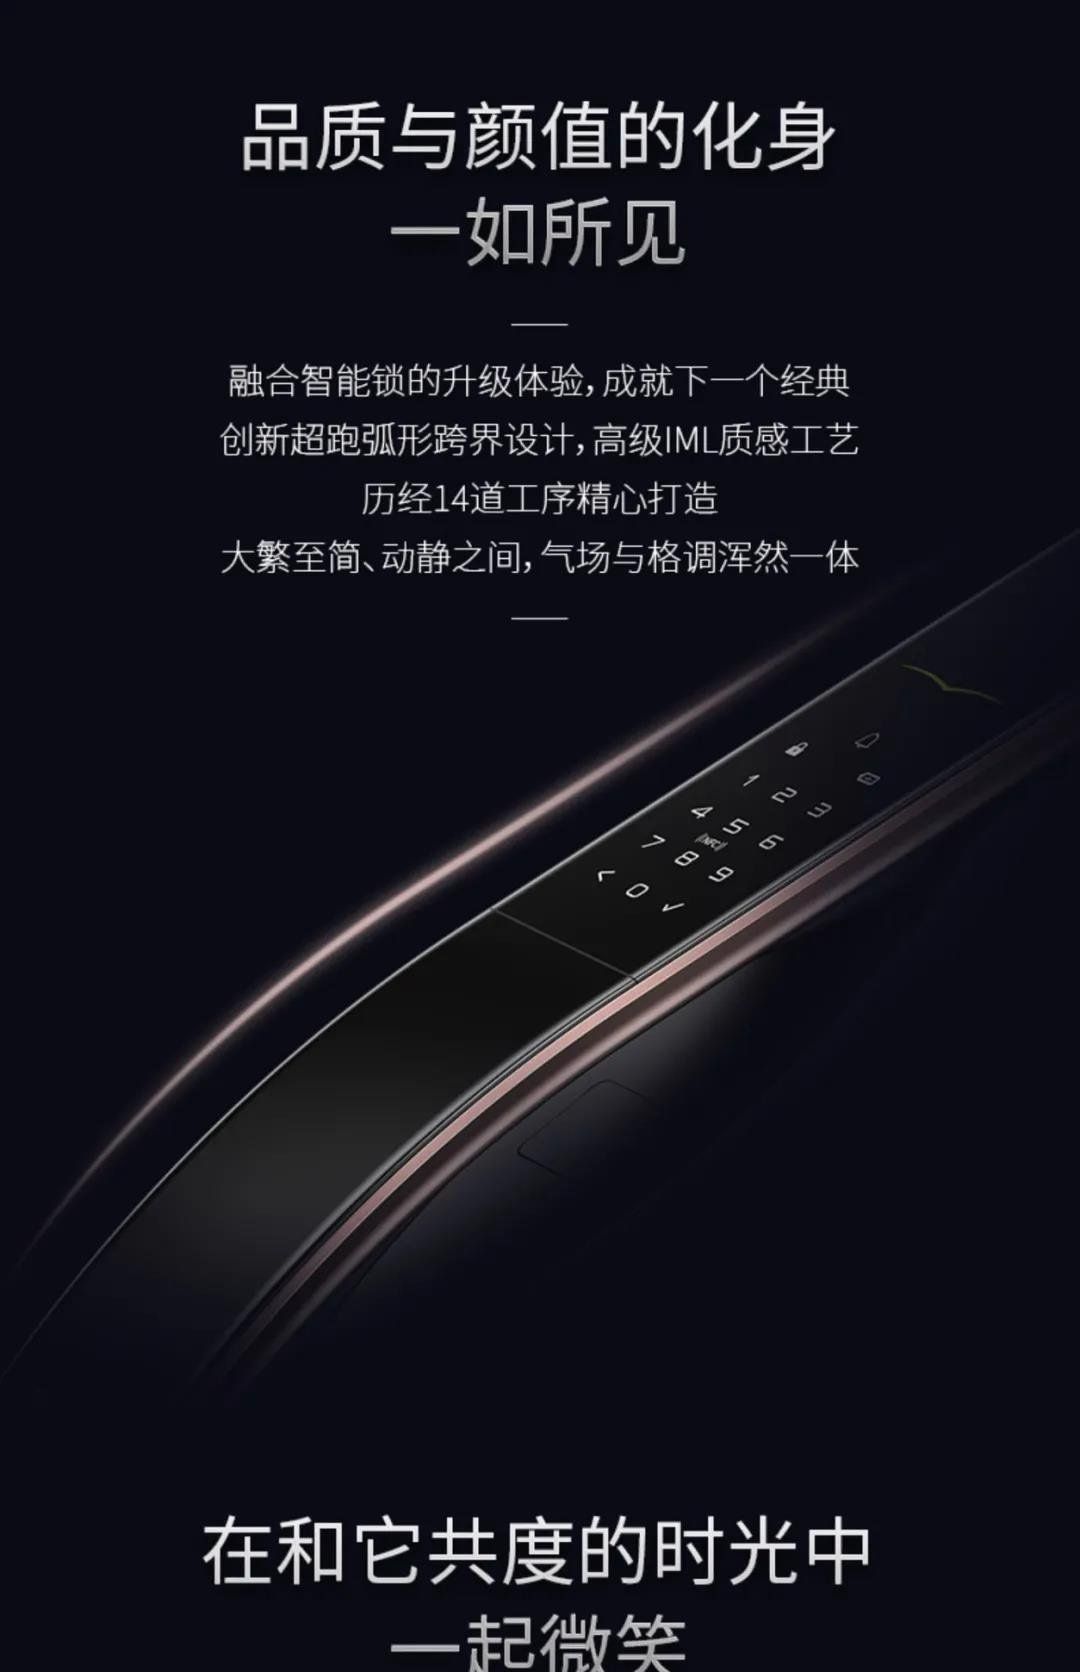 品质与颜值的化身
一如所见
融合智能锁的升级体验,成就下一个经典
创新超跑弧形跨界设计,高级IML质感工艺
历经14道工序精心打造
大繁至简、动静之间,气场与格调浑然一体
1 2 3
4 5 6
(NFC)
7 8 9
< 0 ✓
在和它共度的时光中
一起微笑